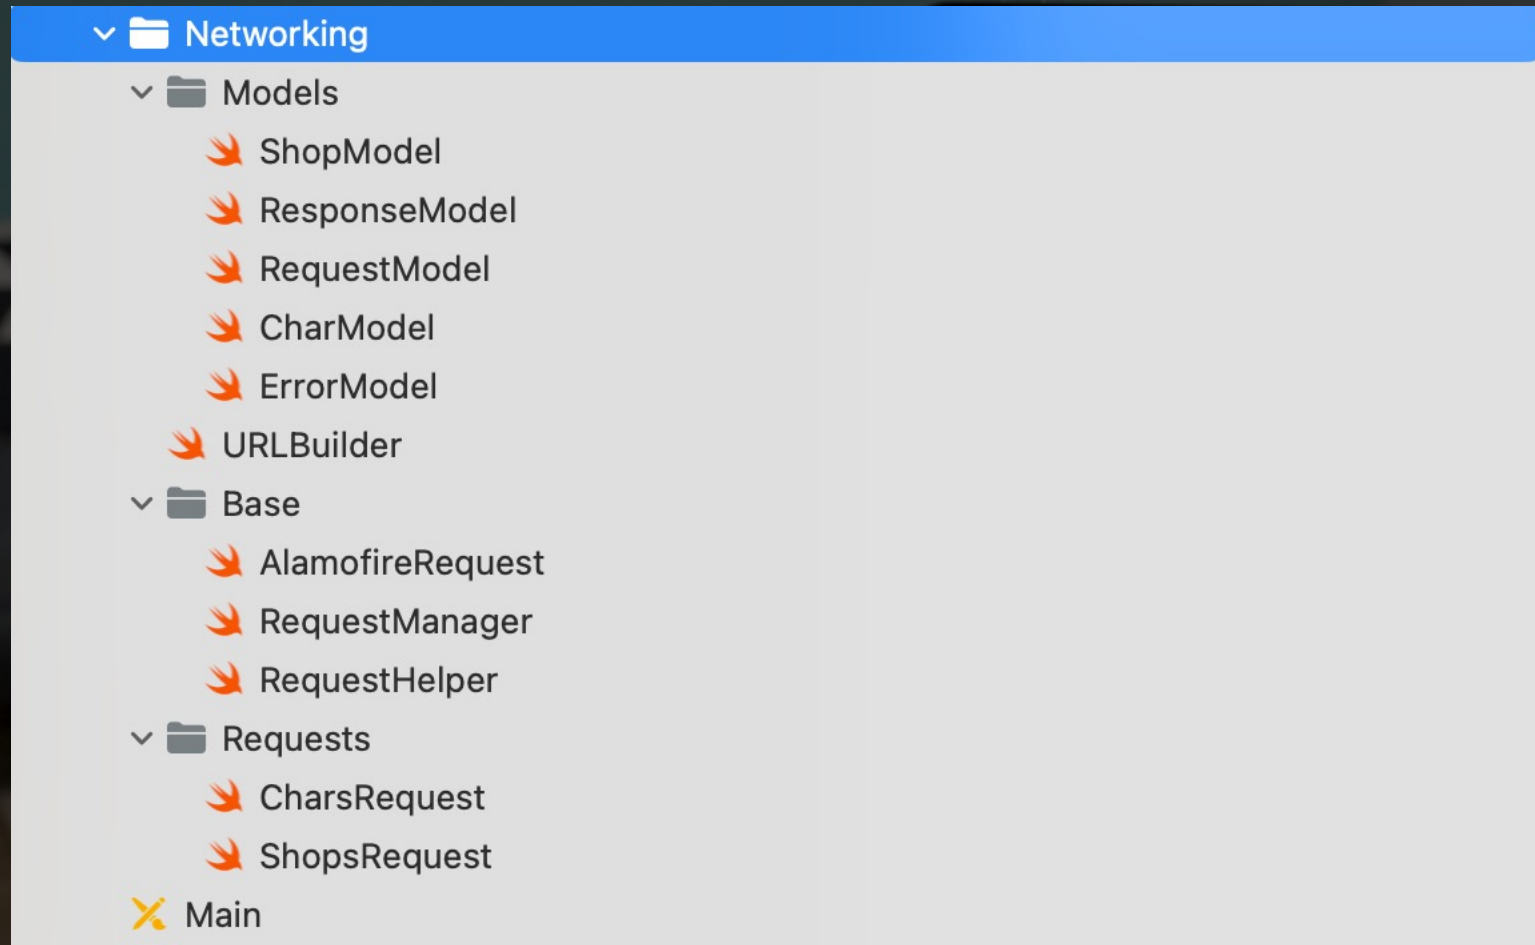 Networking
Models
ShopModel
ResponseModel
RequestModel
CharModel
ErrorModel
URLBuilder
Base
AlamofireRequest
RequestManager
RequestHelper
Requests
CharsRequest
ShopsRequest
Main